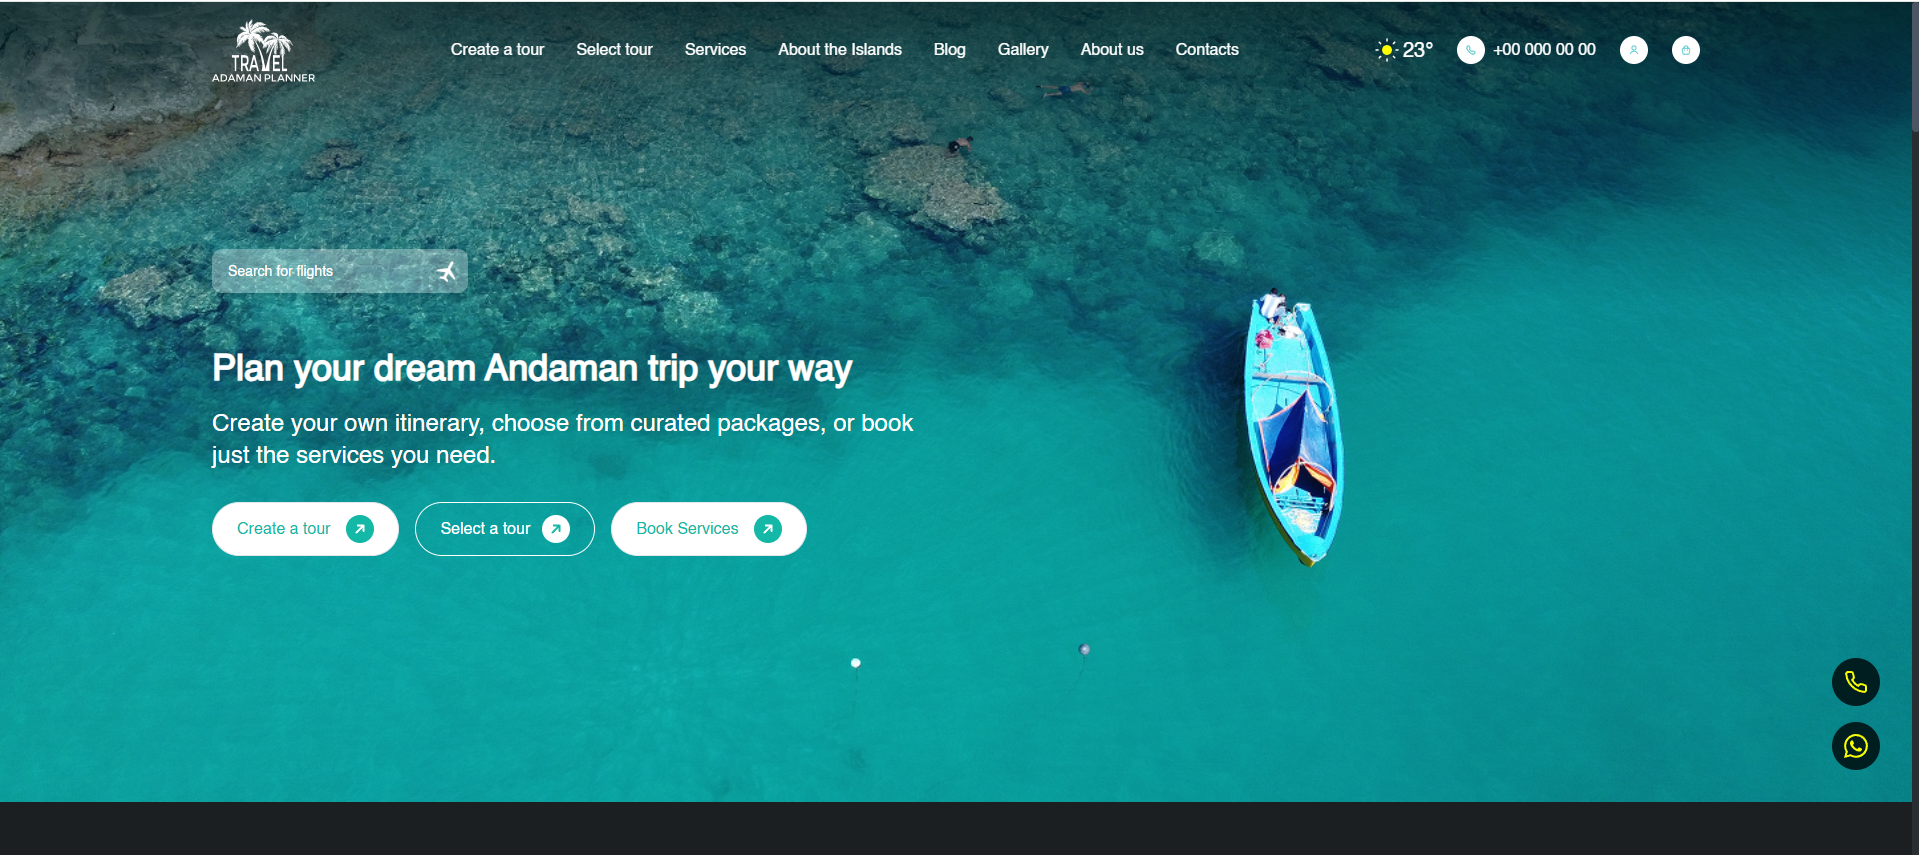 TRAVEL
ADAMAN PLANNER
Create a tour
Select tour
Services
About the Islands
Blog
Gallery
About us
Contacts
23°
+00 000 00 00
Search for flights
Plan your dream Andaman trip your way
Create your own itinerary, choose from curated packages, or book
just the services you need.
Create a tour
Select a tour
Book Services